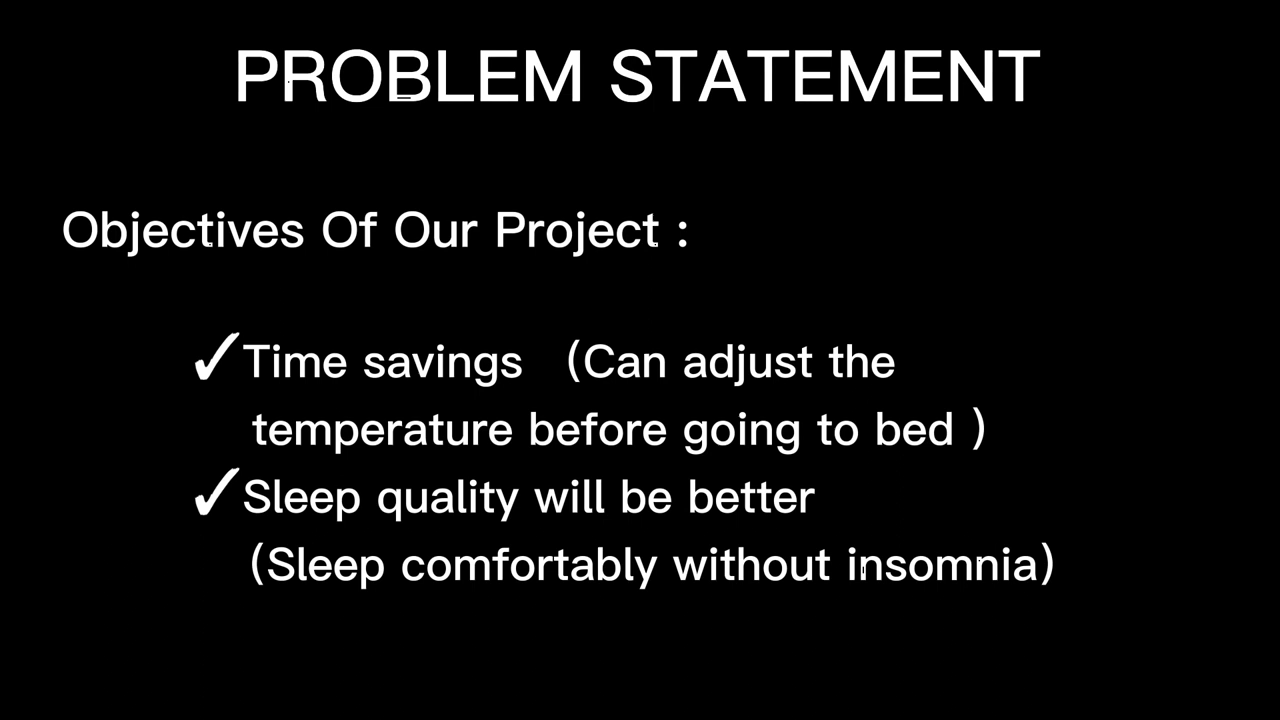 PROBLEM STATEMENT
Objectives Of Our Project :
✓Time savings (Can adjust the
temperature before going to bed )
✓Sleep quality will be better
(Sleep comfortably without insomnia)